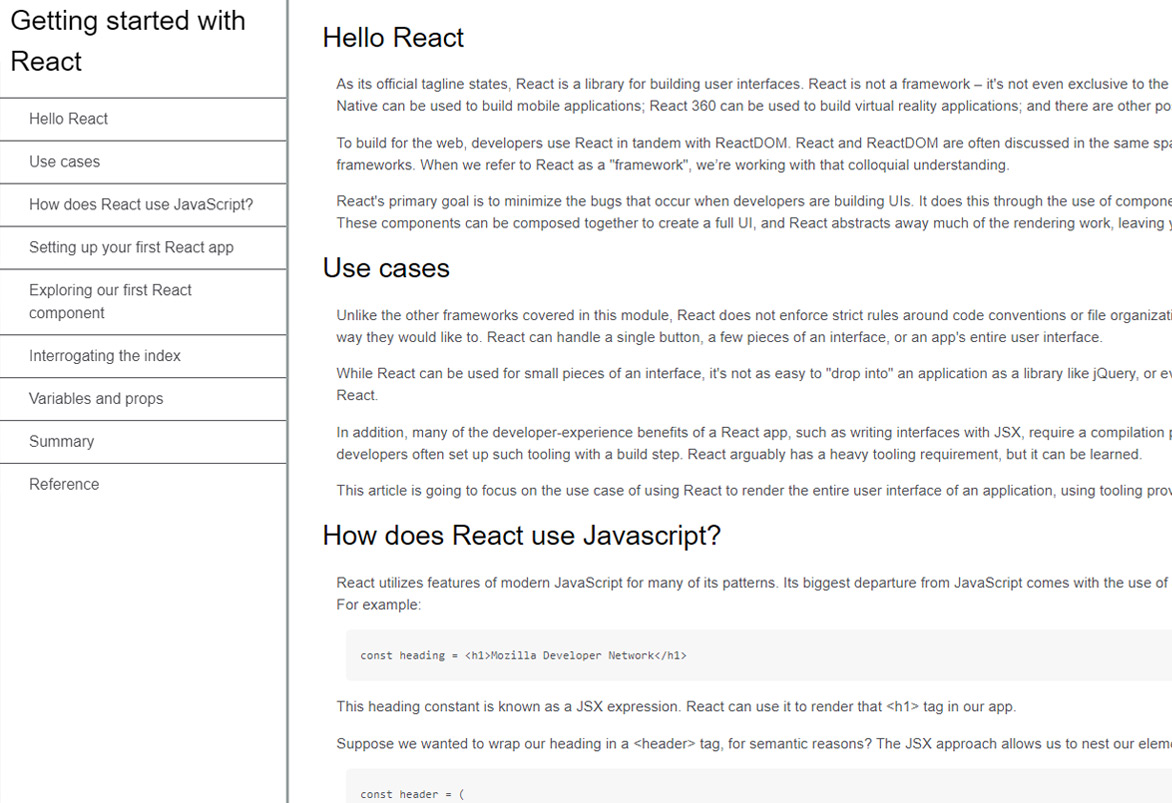 Getting started with
React
Hello React
Use cases
How does React use JavaScript?
Setting up your first React app
Exploring our first React
component
Interrogating the index
Variables and props
Summary
Reference
Hello React
As its official tagline states, React is a library for building user interfaces. React is not a framework – it's not even exclusive to the
Native can be used to build mobile applications; React 360 can be used to build virtual reality applications; and there are other po
To build for the web, developers use React in tandem with ReactDOM. React and ReactDOM are often discussed in the same spa
frameworks. When we refer to React as a "framework", we’re working with that colloquial understanding.
React's primary goal is to minimize the bugs that occur when developers are building UIs. It does this through the use of compone
These components can be composed together to create a full UI, and React abstracts away much of the rendering work, leaving y
Use cases
Unlike the other frameworks covered in this module, React does not enforce strict rules around code conventions or file organizati
way they would like to. React can handle a single button, a few pieces of an interface, or an app's entire user interface.
While React can be used for small pieces of an interface, it's not as easy to "drop into" an application as a library like jQuery, or ev
React.
In addition, many of the developer-experience benefits of a React app, such as writing interfaces with JSX, require a compilation p
developers often set up such tooling with a build step. React arguably has a heavy tooling requirement, but it can be learned.
This article is going to focus on the use case of using React to render the entire user interface of an application, using tooling prov
How does React use Javascript?
React utilizes features of modern JavaScript for many of its patterns. Its biggest departure from JavaScript comes with the use of
For example:
const heading = <h1>Mozilla Developer Network</h1>
This heading constant is known as a JSX expression. React can use it to render that <h1> tag in our app.
Suppose we wanted to wrap our heading in a <header> tag, for semantic reasons? The JSX approach allows us to nest our eleme
const header = (